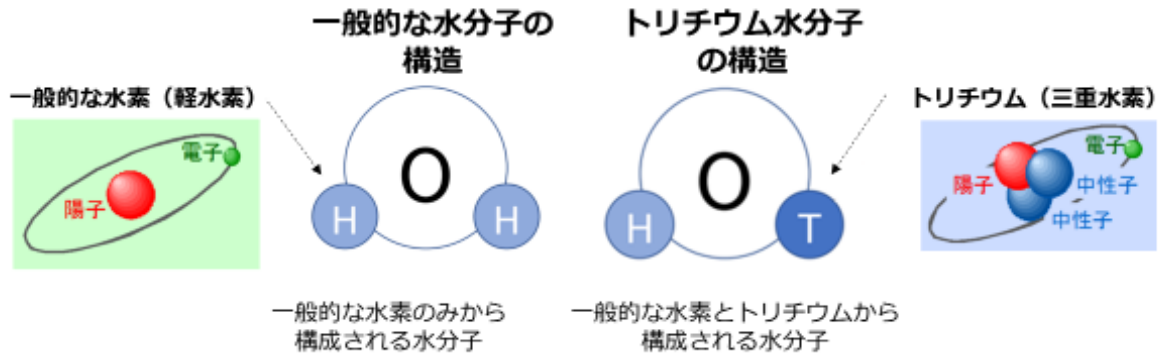 一般的な水分子の
構造
トリチウム水分子
の構造
一般的な水素（軽水素）
トリチウム（三重水素）
電子
陽子
O
H
H
O
H
T
電子
陽子
中性子
中性子
一般的な水素のみから
構成される水分子
一般的な水素とトリチウムから
構成される水分子